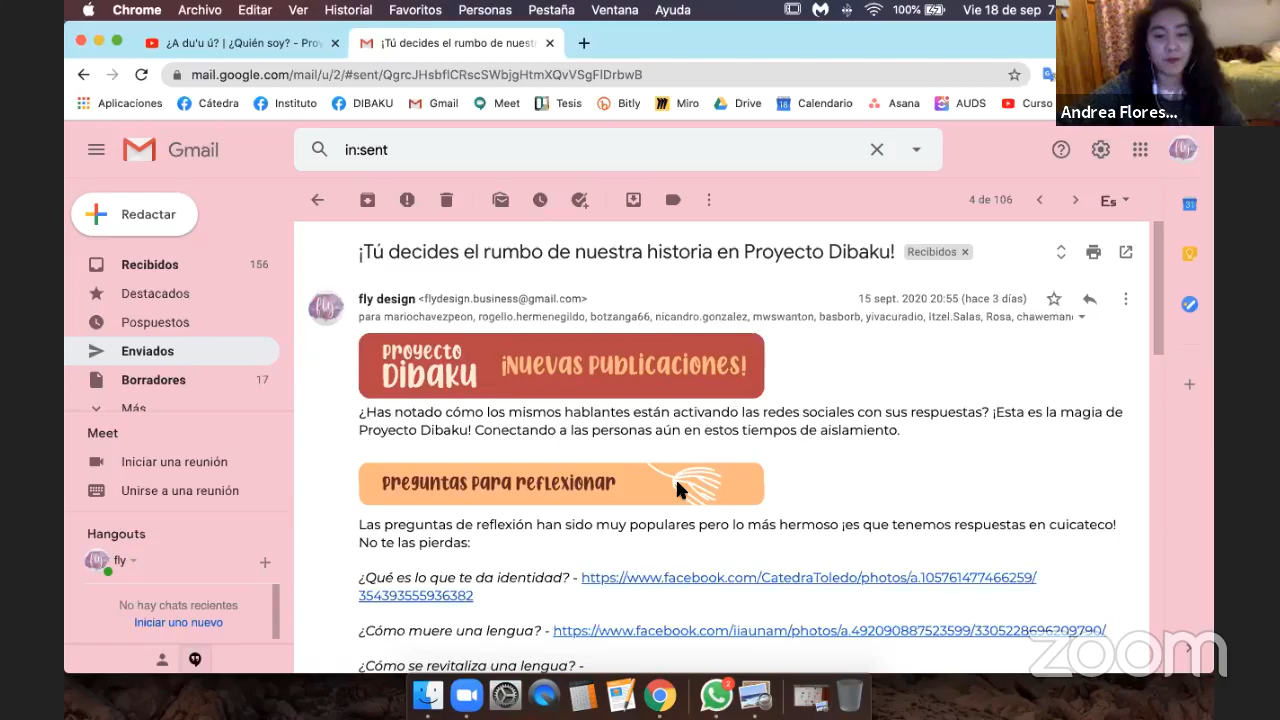 Chrome Archivo Editar Ver Historial Favoritos Personas Pestaña Ventana Ayuda 100% Vie 18 de sep 7
¿A du'u ú? | ¿Quién soy? - Pro
¡Tú decides el rumbo de nuest
mail.google.com/mail/u/2/#sent/QgrcJHsbflCRscSWbjgHtmXQvVSgFlDrbwB
Aplicaciones Cátedra Instituto DIBAKU Gmail Meet Tesis Bitly Miro Drive Calendario Asana AUDS Curso
Andrea Flores...
Gmail
in:sent
Redactar
4 de 106
Es
Recibidos 156
Destacados
Pospuestos
Enviados
Borradores 17
Más
Meet
Iniciar una reunión
Unirse a una reunión
Hangouts
fly
No hay chats recientes
Iniciar uno nuevo
¡Tú decides el rumbo de nuestra historia en Proyecto Dibaku! Recibidos x
fly design <flydesign.business@gmail.com>
15 sept. 2020 20:55 (hace 3 días)
para mariochavezpeon, rogelio.hermenegildo, botzanga66, nicandro.gonzalez, mwswanton, basborb, yivacuradio, itzel.Salas, Rosa, chaweman
Proyecto
Dibaku
¡Nuevas publicaciones!
¿Has notado cómo los mismos hablantes están activando las redes sociales con sus respuestas? ¡Esta es la magia de
Proyecto Dibaku! Conectando a las personas aún en estos tiempos de aislamiento.
Preguntas para reflexionar
Las preguntas de reflexión han sido muy populares pero lo más hermoso ¡es que tenemos respuestas en cuicateco!
No te las pierdas:
¿Qué es lo que te da identidad? - https://www.facebook.com/CatedraToledo/photos/a.105761477466259/
354393555936382
¿Cómo muere una lengua? - https://www.facebook.com/iiaunam/photos/a.492090887523599/3305228696209790/
¿Cómo se revitaliza una lengua? -
zoom
2